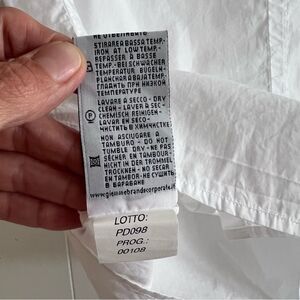 STIRARE A BASSA TEMP.-
IRON AT LOW TEMP.-
REPASSER À BASSE
TEMP.-BEI SCHWACHER
TEMPERATUR BÜGELN-
PLANCHAR A BAJA TEMP.-
ГЛАДИТЬ ПРИ НИЗКОЙ
ТЕМПЕРАТУРЕ
LAVARE A SECCO - DRY
CLEAN - LAVER A SEC -
CHEMISCH REINIGEN-
LAVAR EN SECO-
ЧИСТИТЬ В ХИМЧИСТКЕ
P
NON ASCIUGARE A
TAMBURO - DO NOT
TUMBLE DRY - NE PAS
SÉCHER EN TAMBOUR-
NICHT IN DER TROMMEL
TROCKNEN - NO SECAR
EN TAMBOR-НЕ СУШИТЬ
В БАРАБАНЕ
LOTTO:
PD098
PROG.:
00108